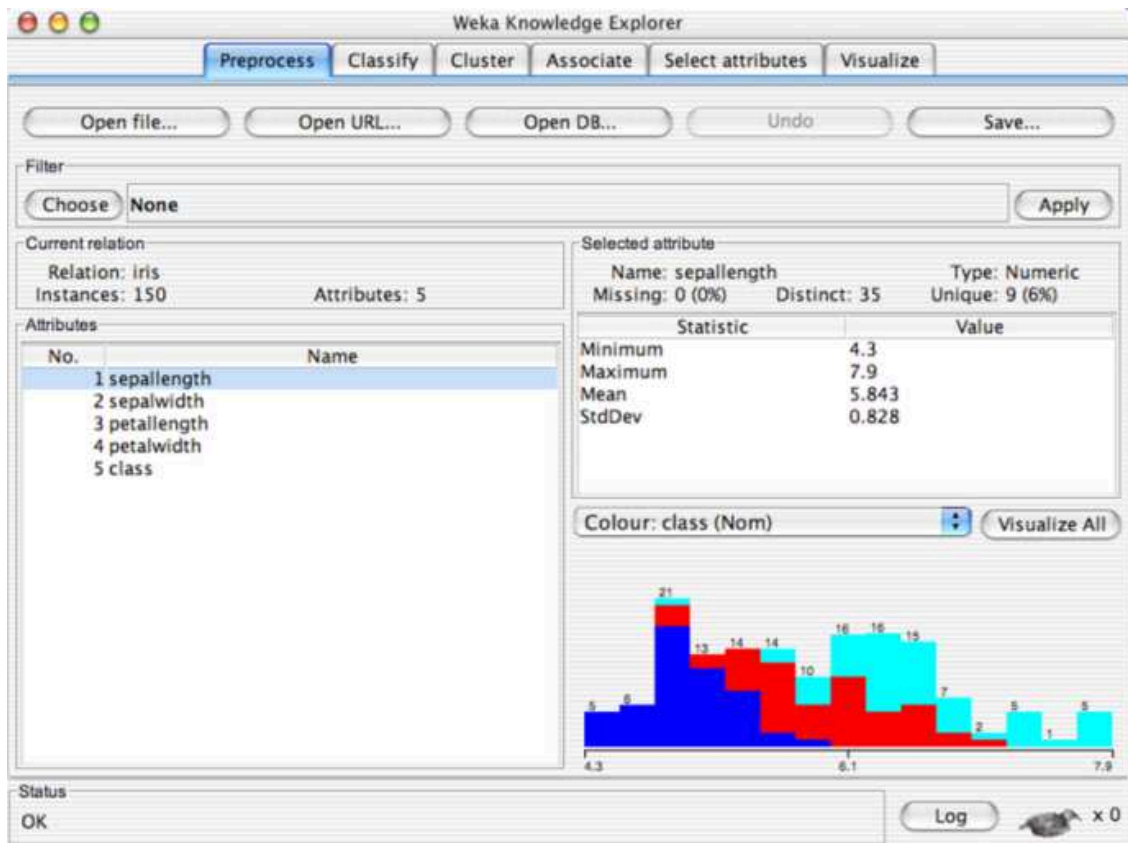 Weka Knowledge Explorer
Preprocess Classify Cluster Associate Select attributes Visualize
Open file... Open URL... Open DB... Undo Save...
Filter
Choose None Apply
Current relation
Relation: iris
Instances: 150 Attributes: 5
Attributes
No. Name
1 sepallength
2 sepalwidth
3 petallength
4 petalwidth
5 class
Selected attribute
Name: sepallength Type: Numeric
Missing: 0 (0%) Distinct: 35 Unique: 9 (6%)
Statistic Value
Minimum 4.3
Maximum 7.9
Mean 5.843
StdDev 0.828
Colour: class (Nom) Visualize All
5 6 21 13 14 14 10 16 16 15 7 2 5 1 5
4.3 6.1 7.9
Status
OK
Log x 0